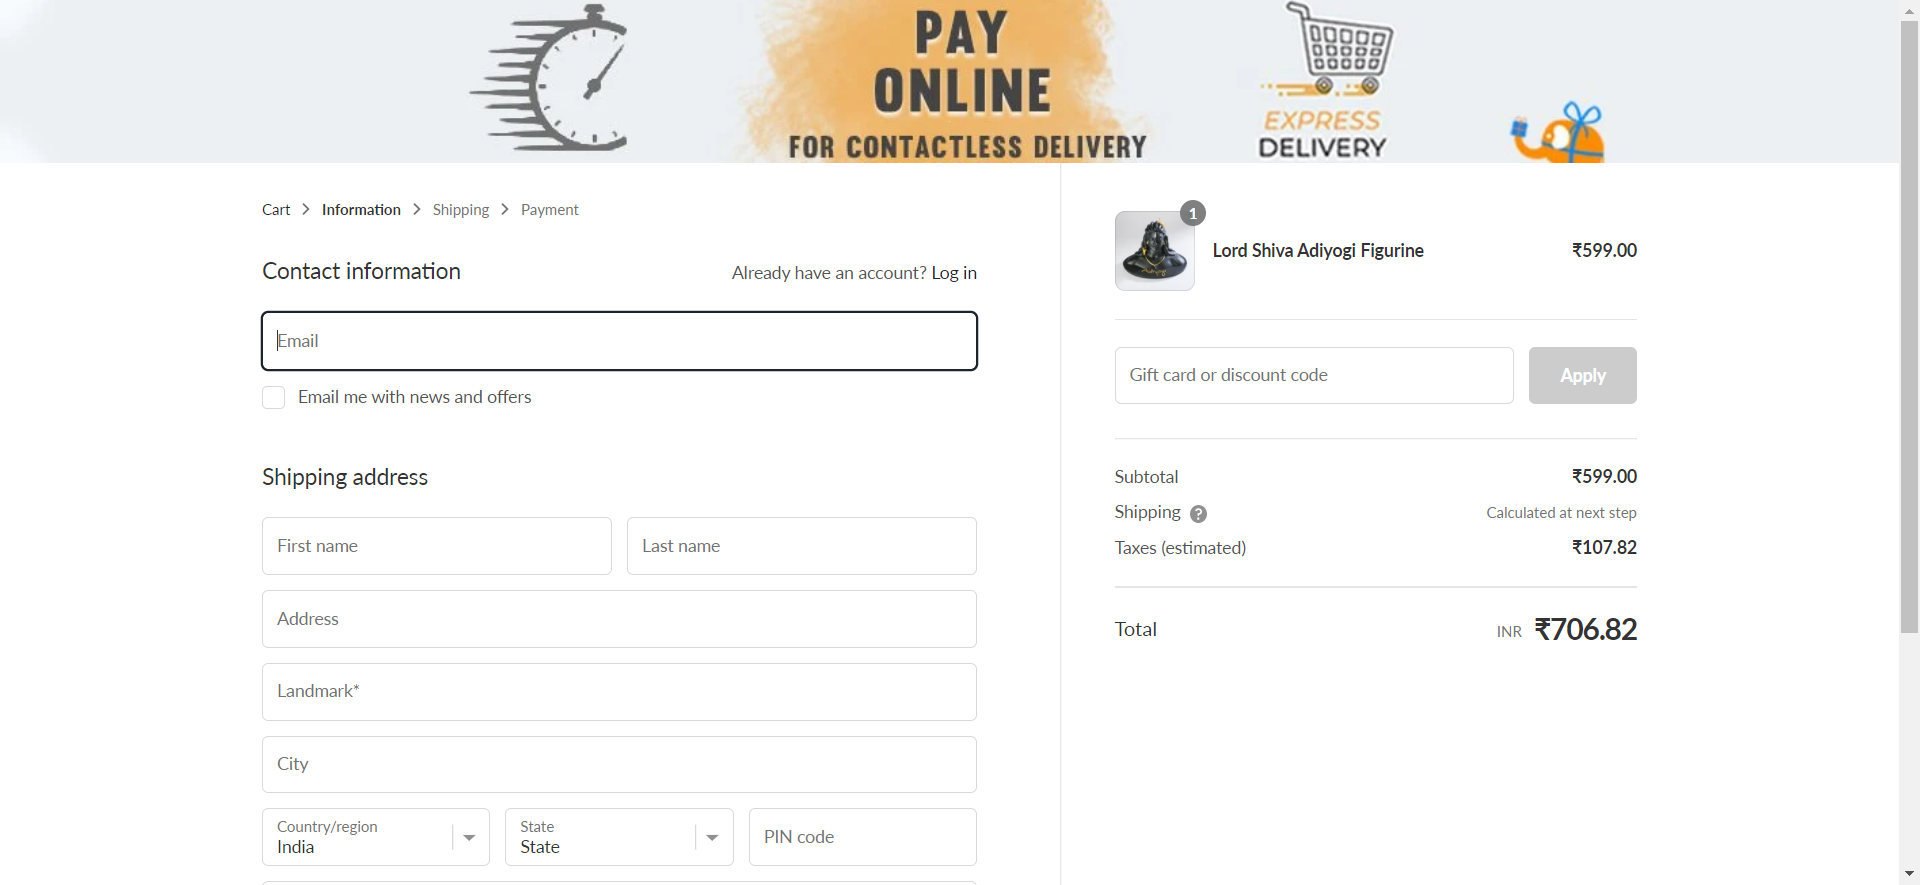 PAY
ONLINE
FOR CONTACTLESS DELIVERY
EXPRESS
DELIVERY
Cart > Information > Shipping > Payment
Contact information
Already have an account? Log in
Email
Email me with news and offers
Shipping address
First name
Last name
Address
Landmark*
City
Country/region
India
State
State
PIN code
1
Lord Shiva Adiyogi Figurine ₹599.00
Gift card or discount code
Apply
Subtotal ₹599.00
Shipping ? Calculated at next step
Taxes (estimated) ₹107.82
Total INR ₹706.82